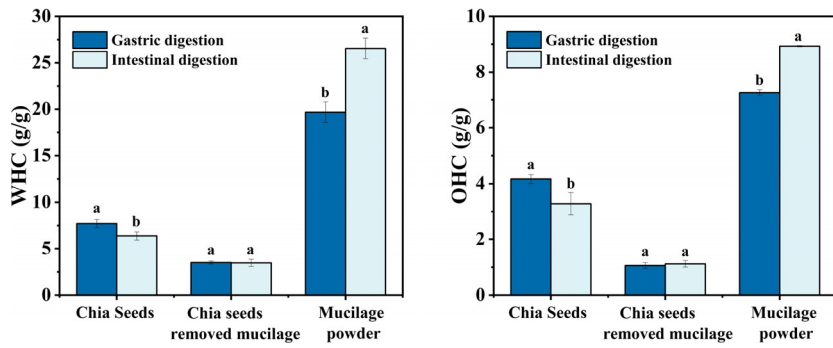 30
25
20
15
10
5
0
WHC (g/g)
Gastric digestion
Intestinal digestion
a
b
a
a
b
a
Chia Seeds
Chia seeds
removed mucilage
Mucilage
powder
10
8
6
4
2
0
OHC (g/g)
Gastric digestion
Intestinal digestion
a
b
a
a
b
a
Chia Seeds
Chia seeds
removed mucilage
Mucilage
powder